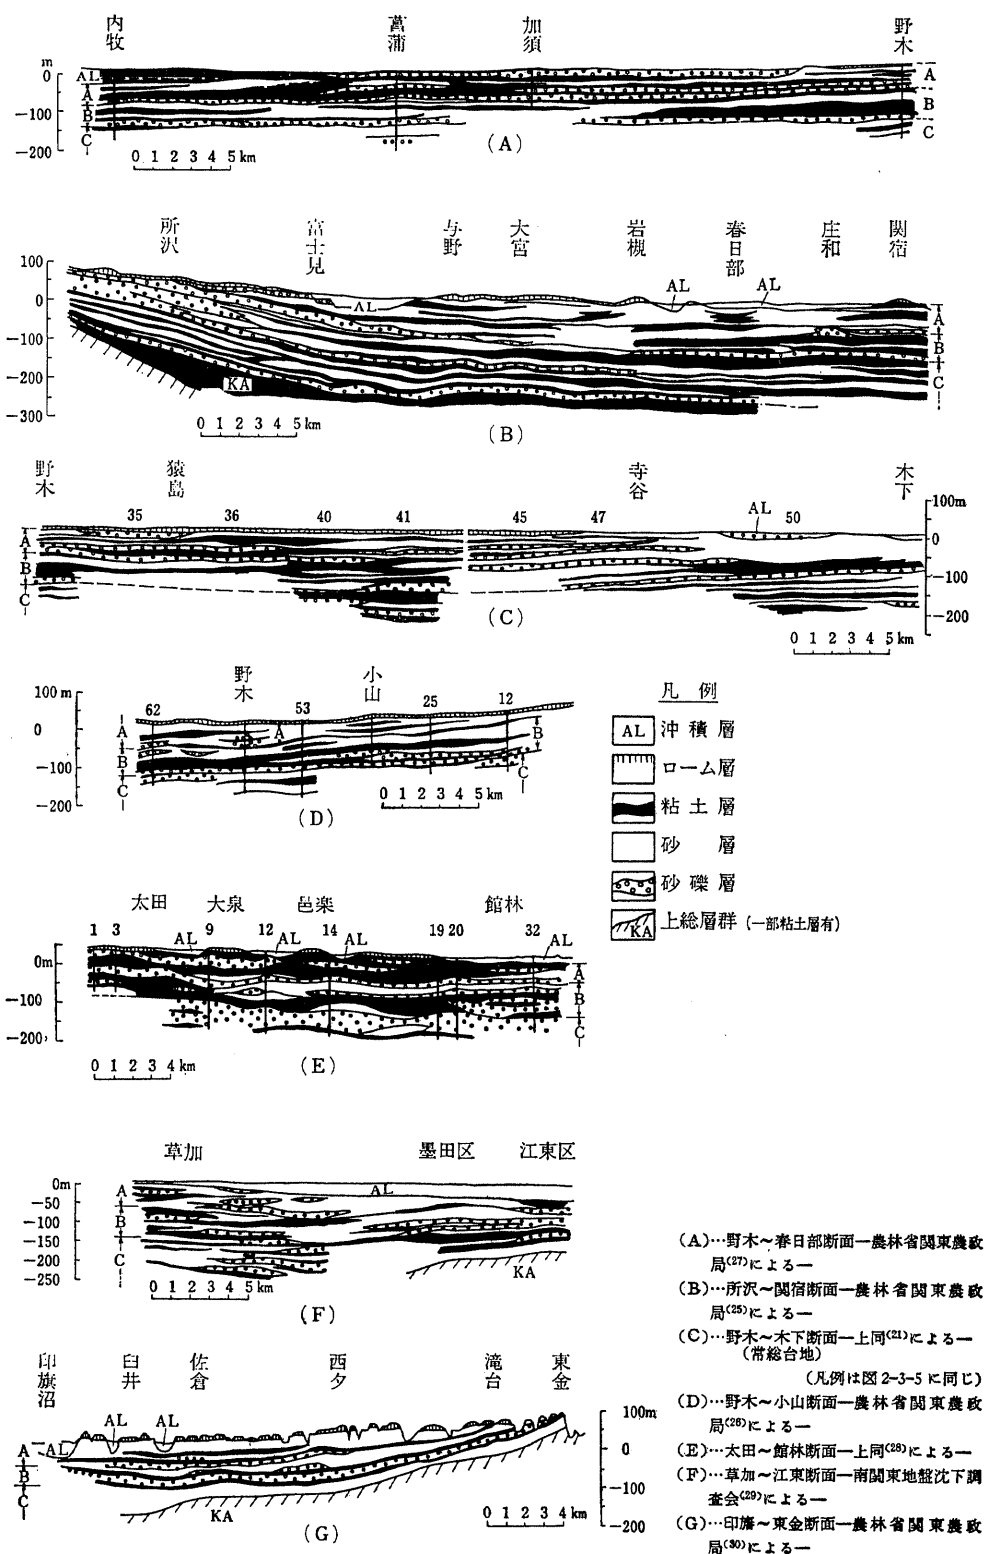 内牧
菖蒲
加須
野木
m
0
-100
-200
AL
A
B
C
A
B
C
0 1 2 3 4 5 km
(A)
所沢
富士見
与野
大宮
岩槻
春日部
庄和
関宿
100
0
-100
-200
-300
AL
AL
AL
KA
A
B
C
0 1 2 3 4 5 km
(B)
野木
猿島
寺谷
木下
35 36 40 41 45 47 50
AL
A
B
C
100m
0
-100
-200
0 1 2 3 4 5 km
(C)
野木
小山
62 53 25 12
100 m
0
-100
-200
A
B
C
A
B
C
0 1 2 3 4 5 km
(D)
凡例
AL 沖積層
ローム層
粘土層
砂層
砂礫層
KA 上総層群 (一部粘土層有)
太田 大泉 邑楽 館林
1 3 9 12 14 19 20 32
AL AL AL AL
0m
-100
-200
A
B
C
0 1 2 3 4 km
(E)
草加 墨田区 江東区
0m
-50
-100
-150
-200
-250
A
B
C
AL
KA
0 1 2 3 4 5 km
(F)
印旗沼
臼井
佐倉
西夕
滝台
東金
AL AL AL
A
B
C
KA
100m
0
-100
-200
0 1 2 3 4 km
(G)
(A)…野木〜春日部断面―農林省関東農政
局(27)による―
(B)…所沢〜関宿断面―農林省関東農政
局(25)による―
(C)…野木〜木下断面―上同(21)による―
(常総台地)
(凡例は図2-3-5に同じ)
(D)…野木〜小山断面―農林省関東農政
局(26)による―
(E)…太田〜館林断面―上同(28)による―
(F)…草加〜江東断面―南関東地盤沈下調
査会(29)による―
(G)…印旛〜東金断面―農林省関東農政
局(30)による―